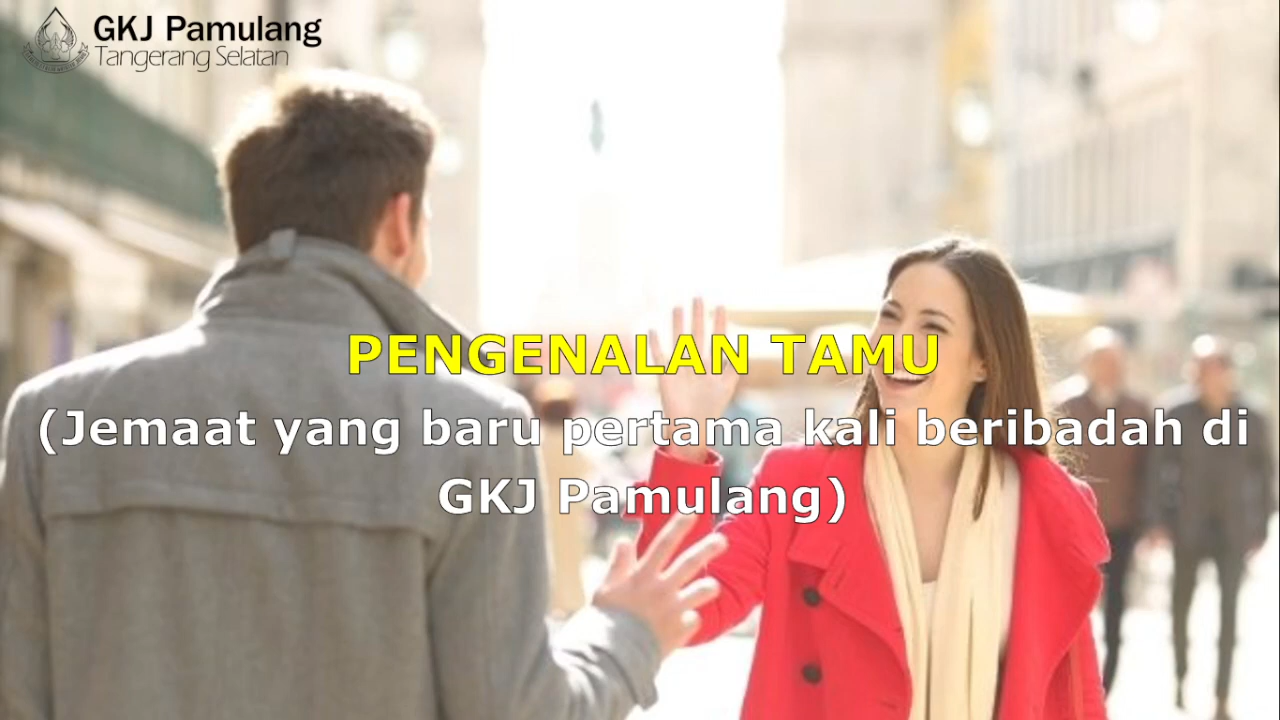 GKJ Pamulang
Tangerang Selatan
PENGENALAN TAMU
(Jemaat yang baru pertama kali beribadah di
GKJ Pamulang)